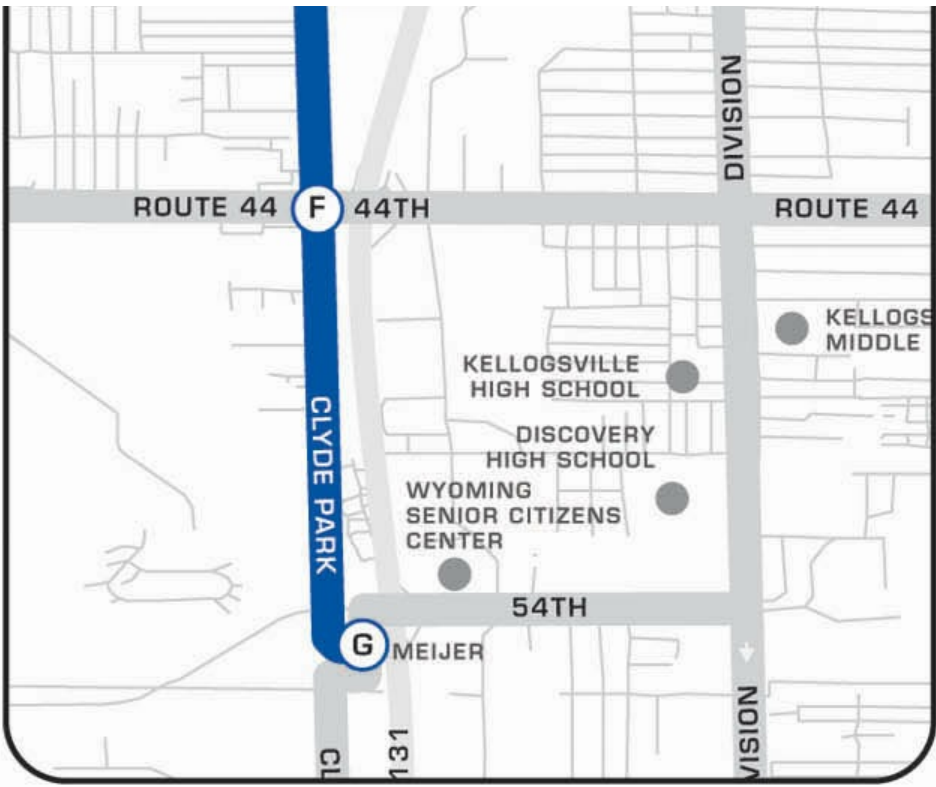 DIVISION
ROUTE 44
F
44TH
ROUTE 44
KELLOGS
MIDDLE
KELLOGSVILLE
HIGH SCHOOL
CLYDE PARK
DISCOVERY
HIGH SCHOOL
WYOMING
SENIOR CITIZENS
CENTER
54TH
G
MEIJER
CL
131
VISION